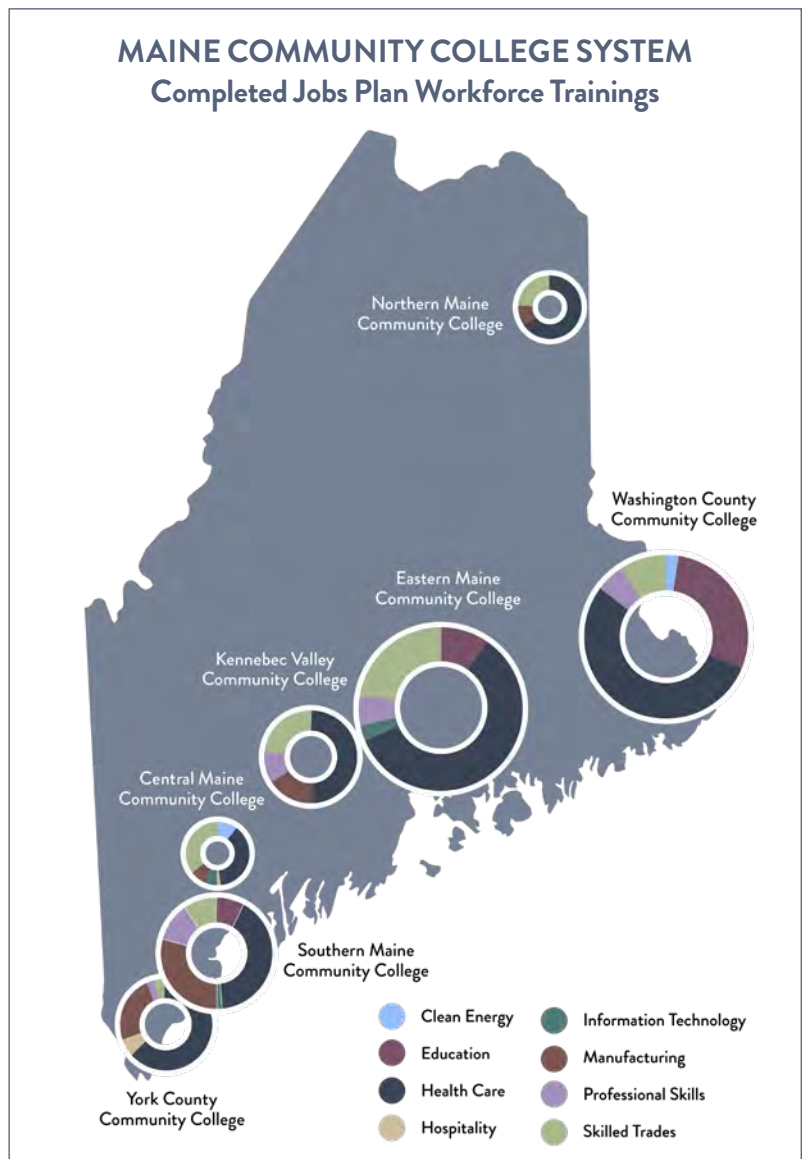 MAINE COMMUNITY COLLEGE SYSTEM
Completed Jobs Plan Workforce Trainings
Northern Maine
Community College
Washington County
Community College
Eastern Maine
Community College
Kennebec Valley
Community College
Central Maine
Community College
Southern Maine
Community College
York County
Community College
Clean Energy
Education
Health Care
Hospitality
Information Technology
Manufacturing
Professional Skills
Skilled Trades